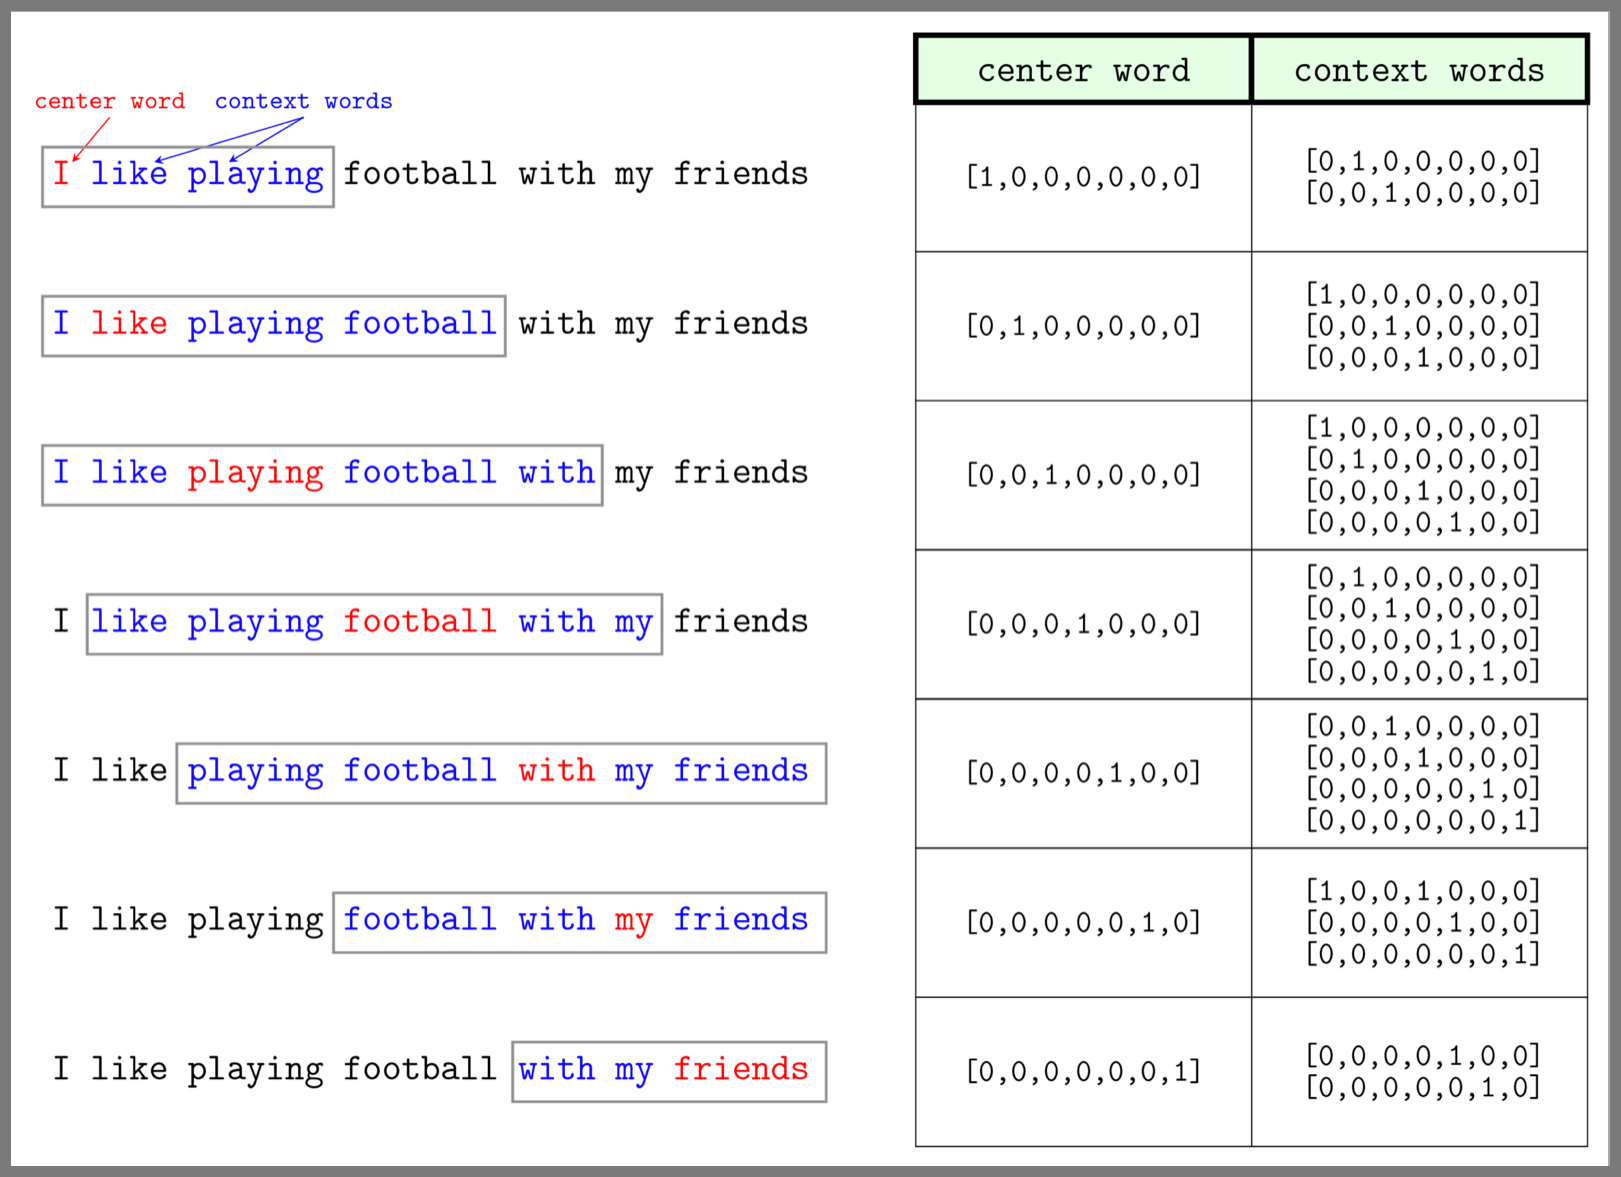 center word context words
center word context words
I like playing football with my friends [1,0,0,0,0,0,0] [0,1,0,0,0,0,0]
[0,0,1,0,0,0,0]
I like playing football with my friends [0,1,0,0,0,0,0] [1,0,0,0,0,0,0]
[0,0,1,0,0,0,0]
[0,0,0,1,0,0,0]
I like playing football with my friends [0,0,1,0,0,0,0] [1,0,0,0,0,0,0]
[0,1,0,0,0,0,0]
[0,0,0,1,0,0,0]
[0,0,0,0,1,0,0]
I like playing football with my friends [0,0,0,1,0,0,0] [0,1,0,0,0,0,0]
[0,0,1,0,0,0,0]
[0,0,0,0,1,0,0]
[0,0,0,0,0,1,0]
I like playing football with my friends [0,0,0,0,1,0,0] [0,0,1,0,0,0,0]
[0,0,0,1,0,0,0]
[0,0,0,0,0,1,0]
[0,0,0,0,0,0,1]
I like playing football with my friends [0,0,0,0,0,1,0] [1,0,0,1,0,0,0]
[0,0,0,0,1,0,0]
[0,0,0,0,0,0,1]
I like playing football with my friends [0,0,0,0,0,0,1] [0,0,0,0,1,0,0]
[0,0,0,0,0,1,0]